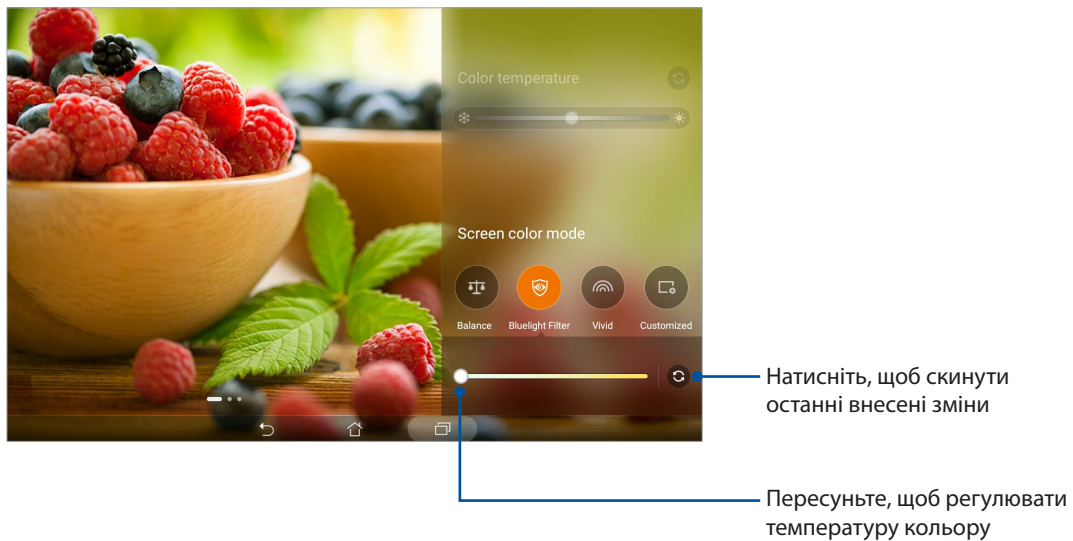 Color temperature
Screen color mode
Balance
Bluelight Filter
Vivid
Customized
Натисніть, щоб скинути
останні внесені зміни
Пересуньте, щоб регулювати
температуру кольору